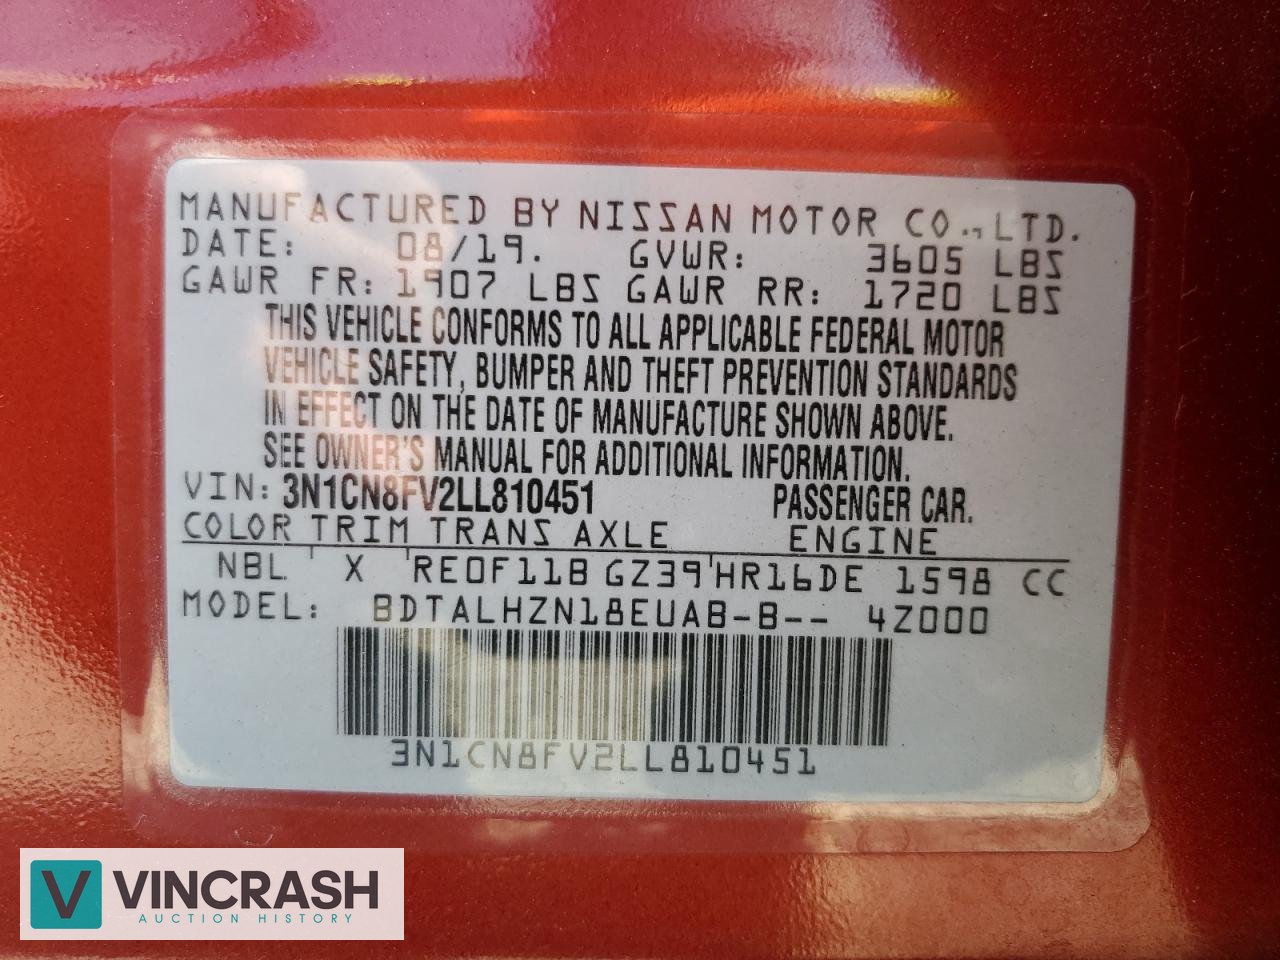 MANUFACTURED BY NISSAN MOTOR CO., LTD.
DATE: 08/19. GVWR: 3605 LBS
GAWR FR: 1907 LBS GAWR RR: 1720 LBS
THIS VEHICLE CONFORMS TO ALL APPLICABLE FEDERAL MOTOR
VEHICLE SAFETY, BUMPER AND THEFT PREVENTION STANDARDS
IN EFFECT ON THE DATE OF MANUFACTURE SHOWN ABOVE.
SEE OWNER'S MANUAL FOR ADDITIONAL INFORMATION.
VIN: 3N1CN8FV2LL810451 PASSENGER CAR.
COLOR TRIM TRANS AXLE ENGINE
NBL X RE0F11B GZ39 HR16DE 1598 CC
MODEL: BDTALHZN18EUAB-B-- 4Z000
3N1CN8FV2LL810451
V VINCRASH
AUCTION HISTORY